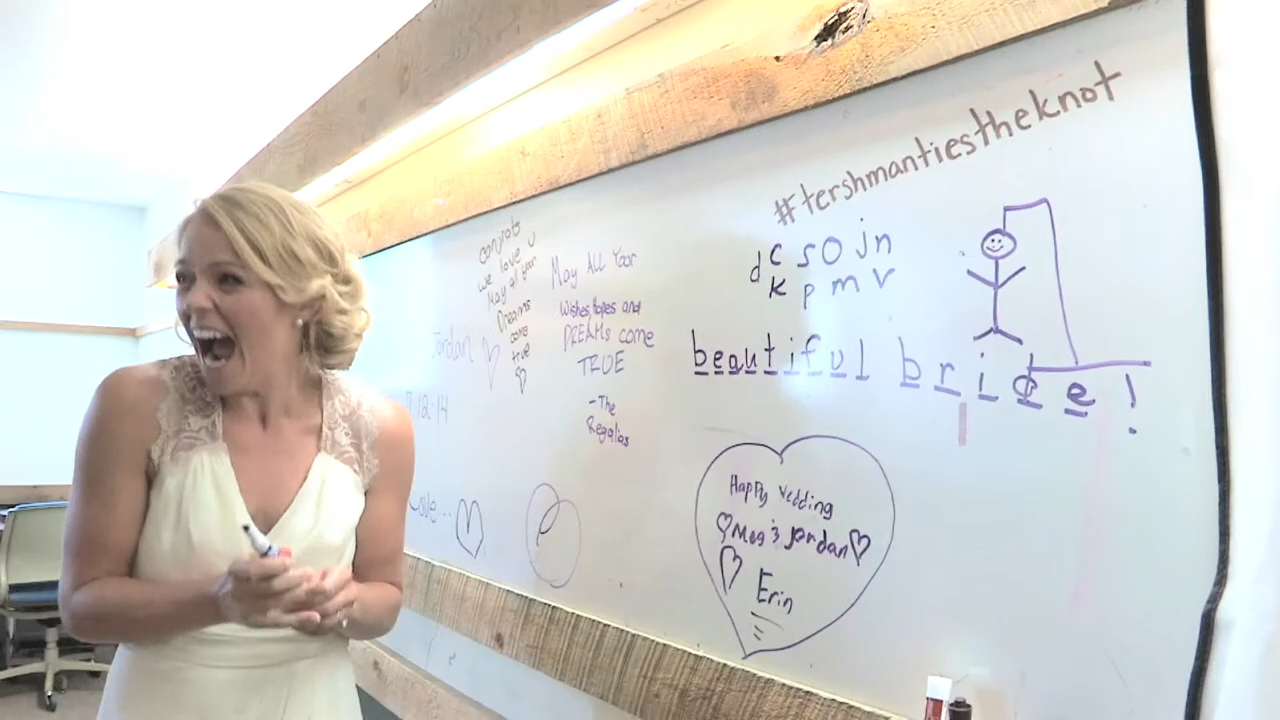 #tershmantiestheknot
congrats
we love u
May all your
Dreams
come
true
May ALL Your
Wishes, hopes and
DREAMs come
TRUE
-The
Regalias
Jordan
12.14
Love...
d c s o j n
k p m v
beautiful bride!
Happy Wedding
Meg & Jordan
Erin